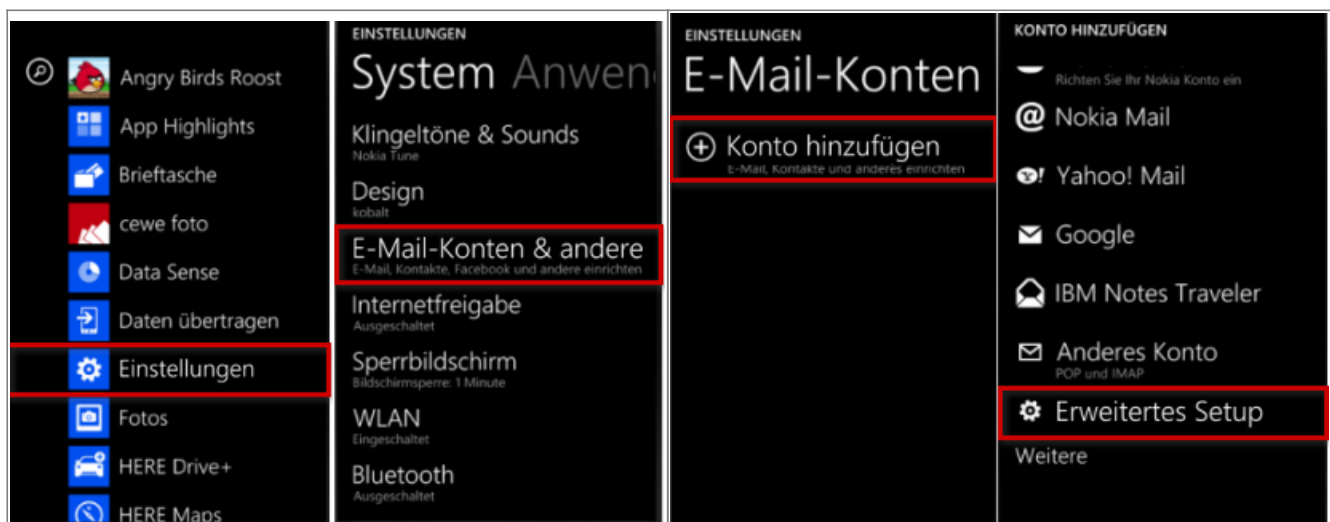 Angry Birds Roost
App Highlights
Brieftasche
cewe foto
Data Sense
Daten übertragen
Einstellungen
Fotos
HERE Drive+
HERE Maps
EINSTELLUNGEN
System Anwen
Klingeltöne & Sounds
Nokia Tune
Design
kobalt
E-Mail-Konten & andere
E-Mail, Kontakte, Facebook und andere einrichten
Internetfreigabe
Ausgeschaltet
Sperrbildschirm
Bildschirmsperre: 1 Minute
WLAN
Eingeschaltet
Bluetooth
Ausgeschaltet
EINSTELLUNGEN
E-Mail-Konten
Konto hinzufügen
E-Mail, Kontakte und anderes einrichten
KONTO HINZUFÜGEN
Richten Sie Ihr Nokia Konto ein
Nokia Mail
Yahoo! Mail
Google
IBM Notes Traveler
Anderes Konto
POP und IMAP
Erweitertes Setup
Weitere